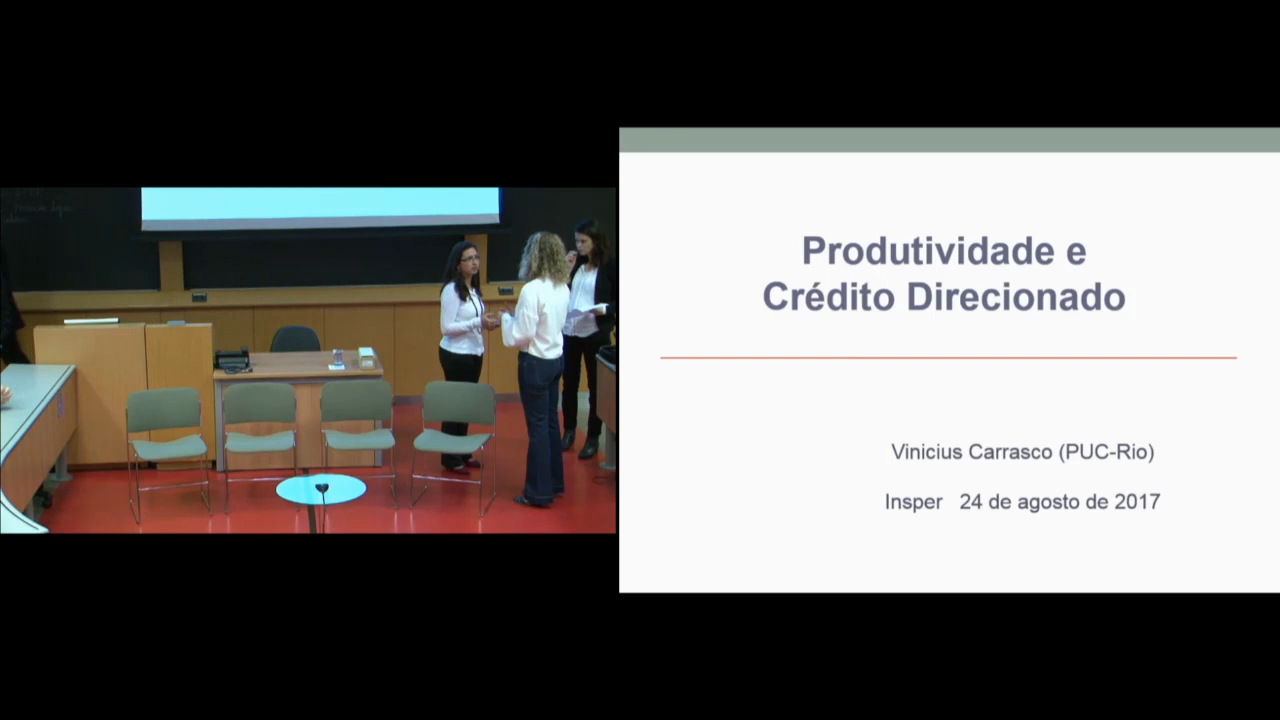 Produtividade e
Crédito Direcionado
Vinicius Carrasco (PUC-Rio)
Insper 24 de agosto de 2017